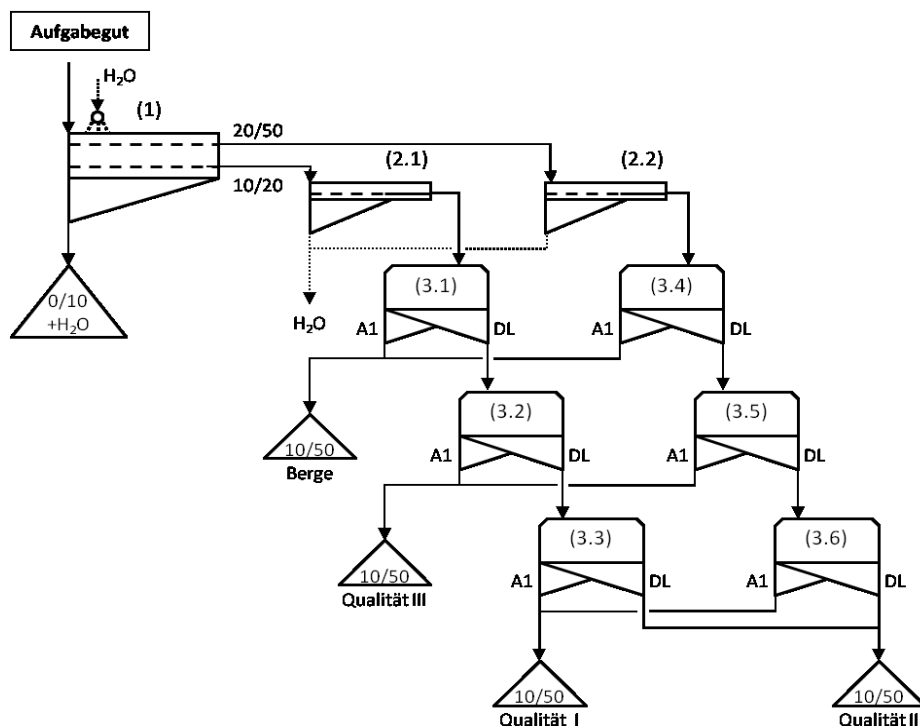 Aufgabegut
H₂O
(1)
20/50
10/20
(2.1)
(2.2)
0/10
+H₂O
H₂O
(3.1)
A1
DL
(3.4)
A1
DL
10/50
Berge
(3.2)
A1
DL
(3.5)
A1
DL
10/50
Qualität III
(3.3)
A1
DL
(3.6)
A1
DL
10/50
Qualität I
10/50
Qualität II